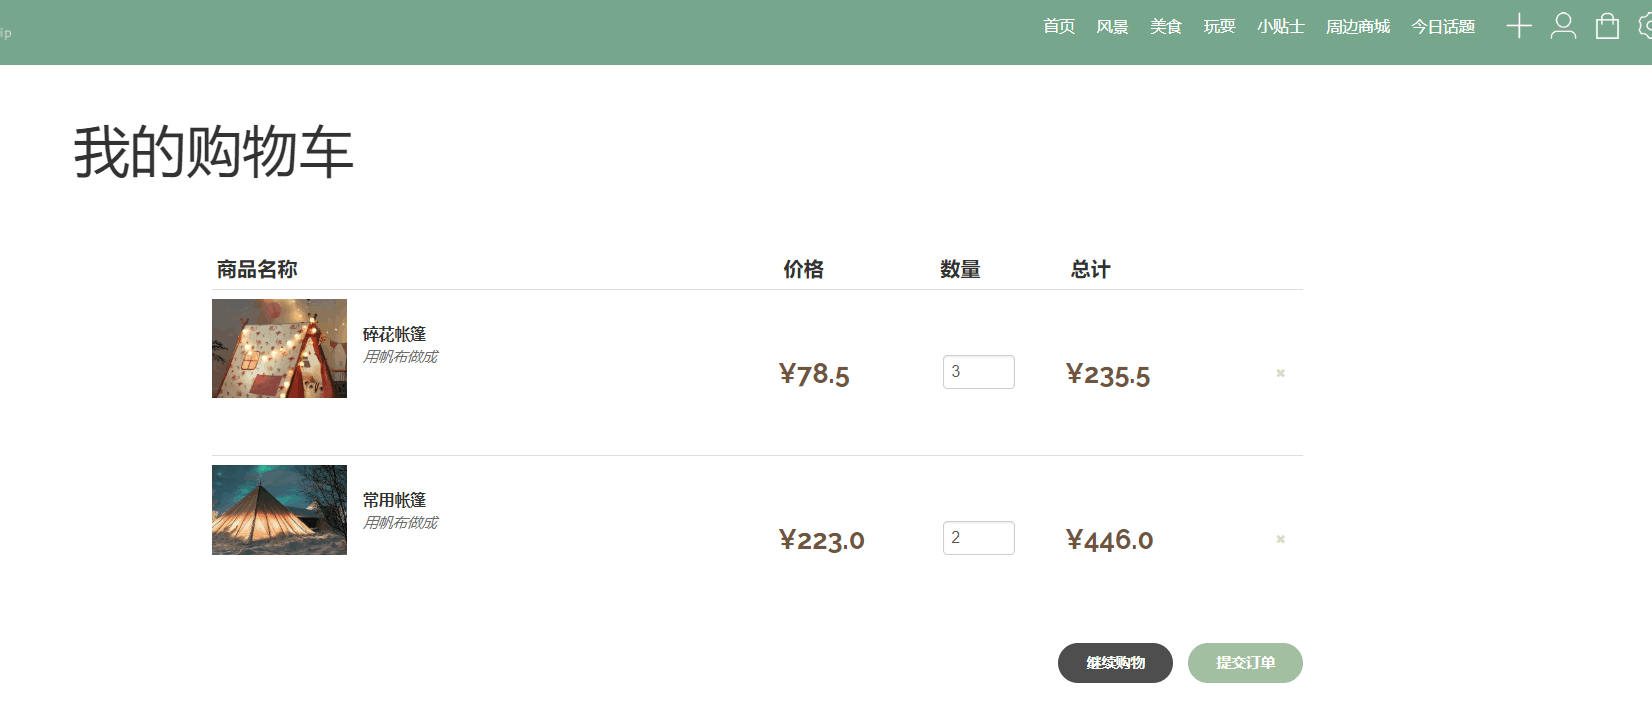 ip
首页 风景 美食 玩耍 小贴士 周边商城 今日话题
我的购物车
商品名称 价格 数量 总计
碎花帐篷
用帆布做成
¥78.5 3 ¥235.5 ×
常用帐篷
用帆布做成
¥223.0 2 ¥446.0 ×
继续购物 提交订单